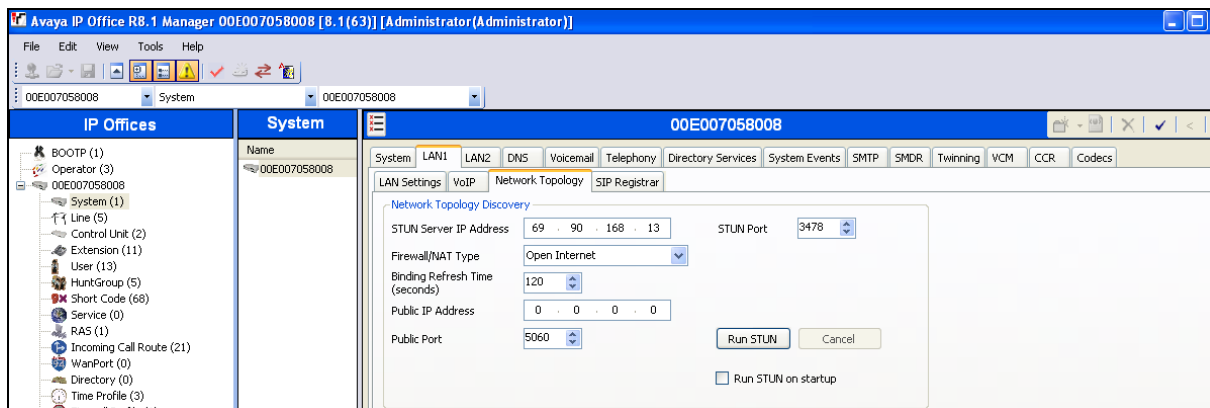 Avaya IP Office R8.1 Manager 00E007058008 [8.1(63)] [Administrator(Administrator)]
File Edit View Tools Help
00E007058008 System 00E007058008
IP Offices
BOOTP (1)
Operator (3)
00E007058008
System (1)
Line (5)
Control Unit (2)
Extension (11)
User (13)
HuntGroup (5)
Short Code (68)
Service (0)
RAS (1)
Incoming Call Route (21)
WanPort (0)
Directory (0)
Time Profile (3)
System
Name
00E007058008
00E007058008
System LAN1 LAN2 DNS Voicemail Telephony Directory Services System Events SMTP SMDR Twinning VCM CCR Codecs
LAN Settings VoIP Network Topology SIP Registrar
Network Topology Discovery
STUN Server IP Address 69 . 90 . 168 . 13 STUN Port 3478
Firewall/NAT Type Open Internet
Binding Refresh Time
(seconds) 120
Public IP Address 0 . 0 . 0 . 0
Public Port 5060 Run STUN Cancel
Run STUN on startup